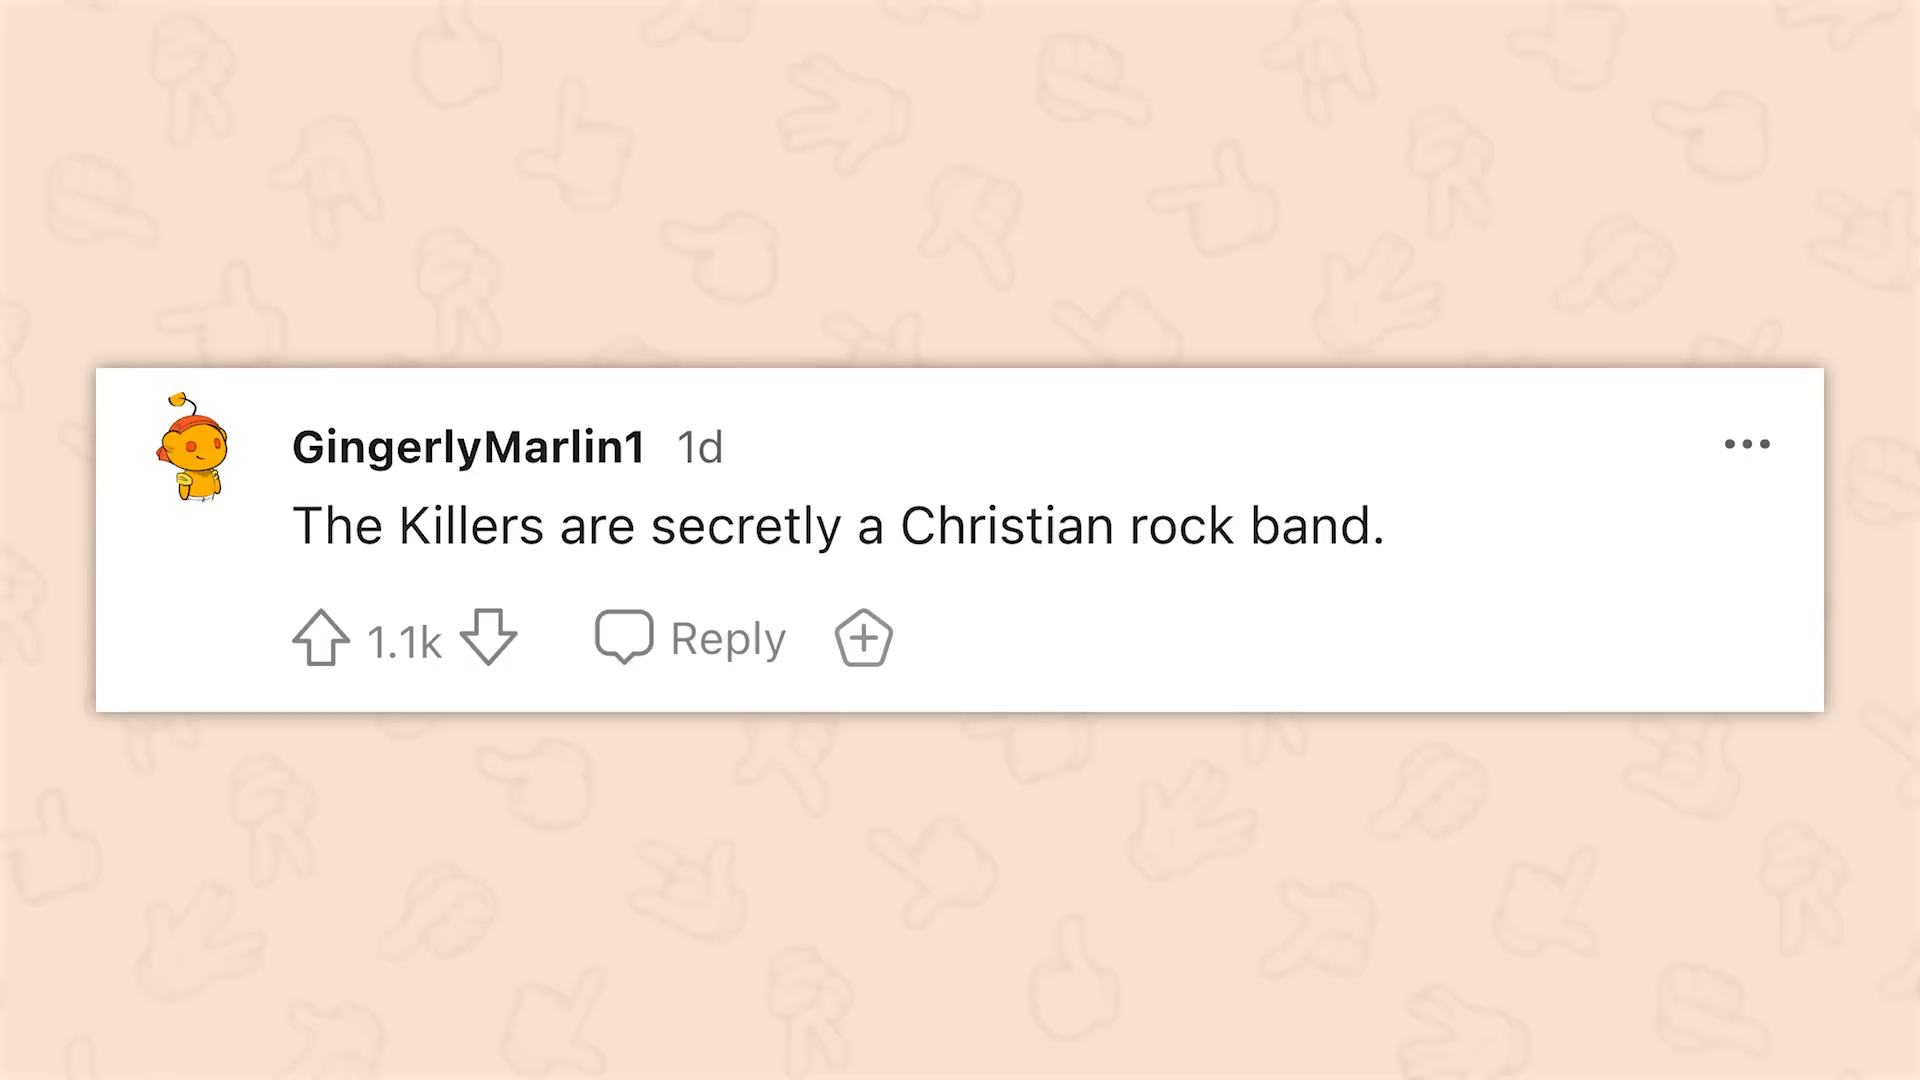 GingerlyMarlin1 1d
The Killers are secretly a Christian rock band.
1.1k Reply